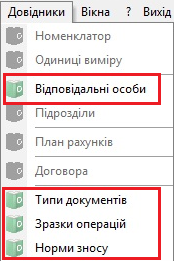 Довідники Вікна ? Вихід
Номенклатор
Одиниці виміру
Відповідальні особи
Підрозділи
План рахунків
Договора
Типи документів
Зразки операцій
Норми зносу